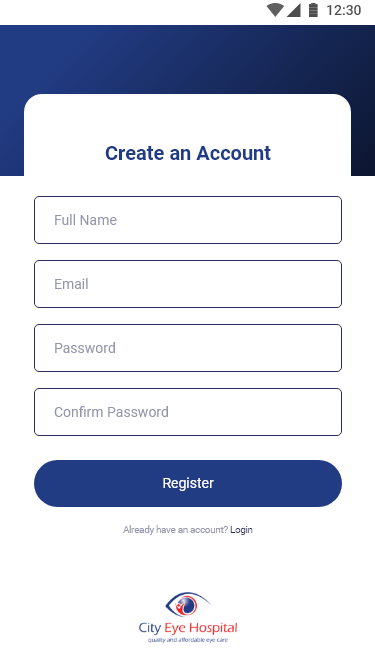 12:30
Create an Account
Full Name
Email
Password
Confirm Password
Register
Already have an account? Login
City Eye Hospital
quality and affordable eye care